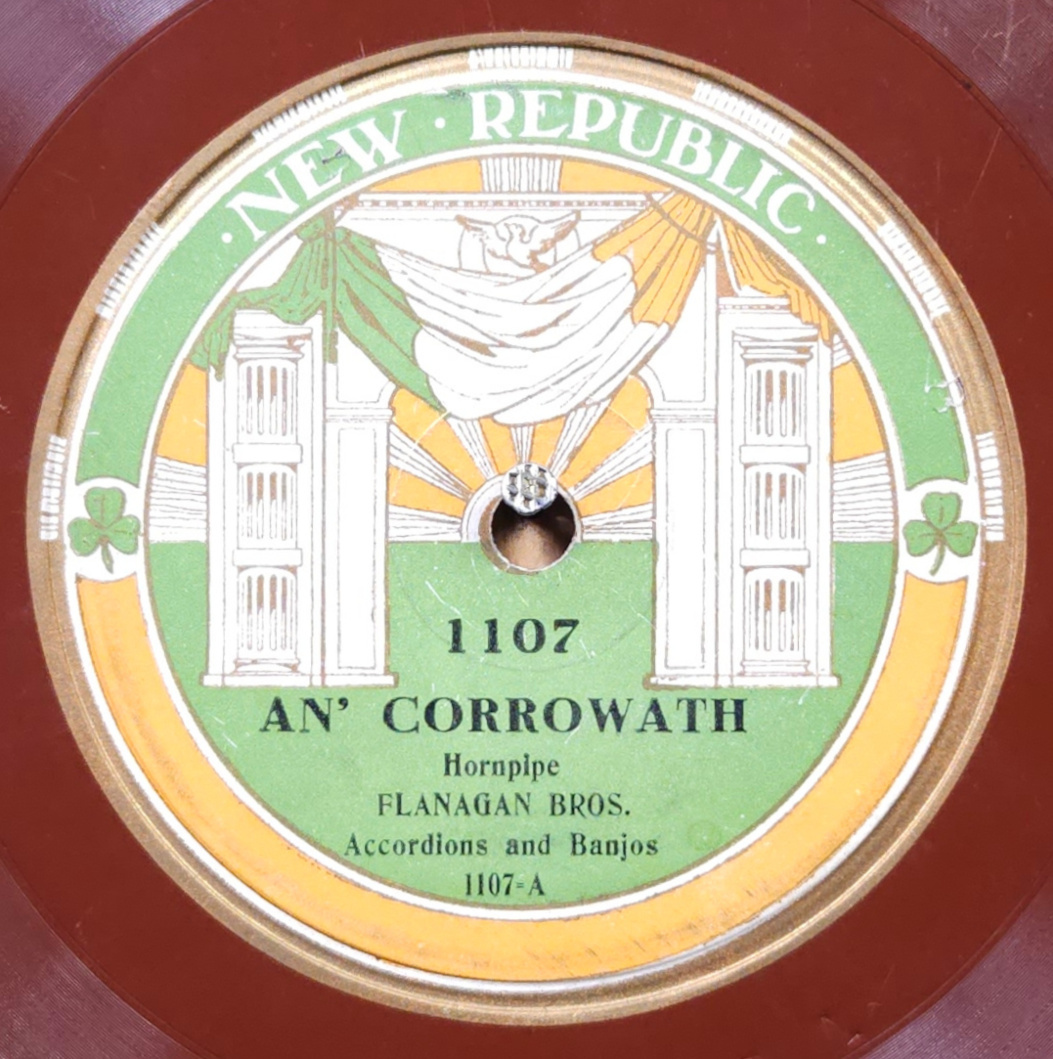 · NEW · REPUBLIC ·
1107
AN' CORROWATH
Hornpipe
FLANAGAN BROS.
Accordions and Banjos
1107-A